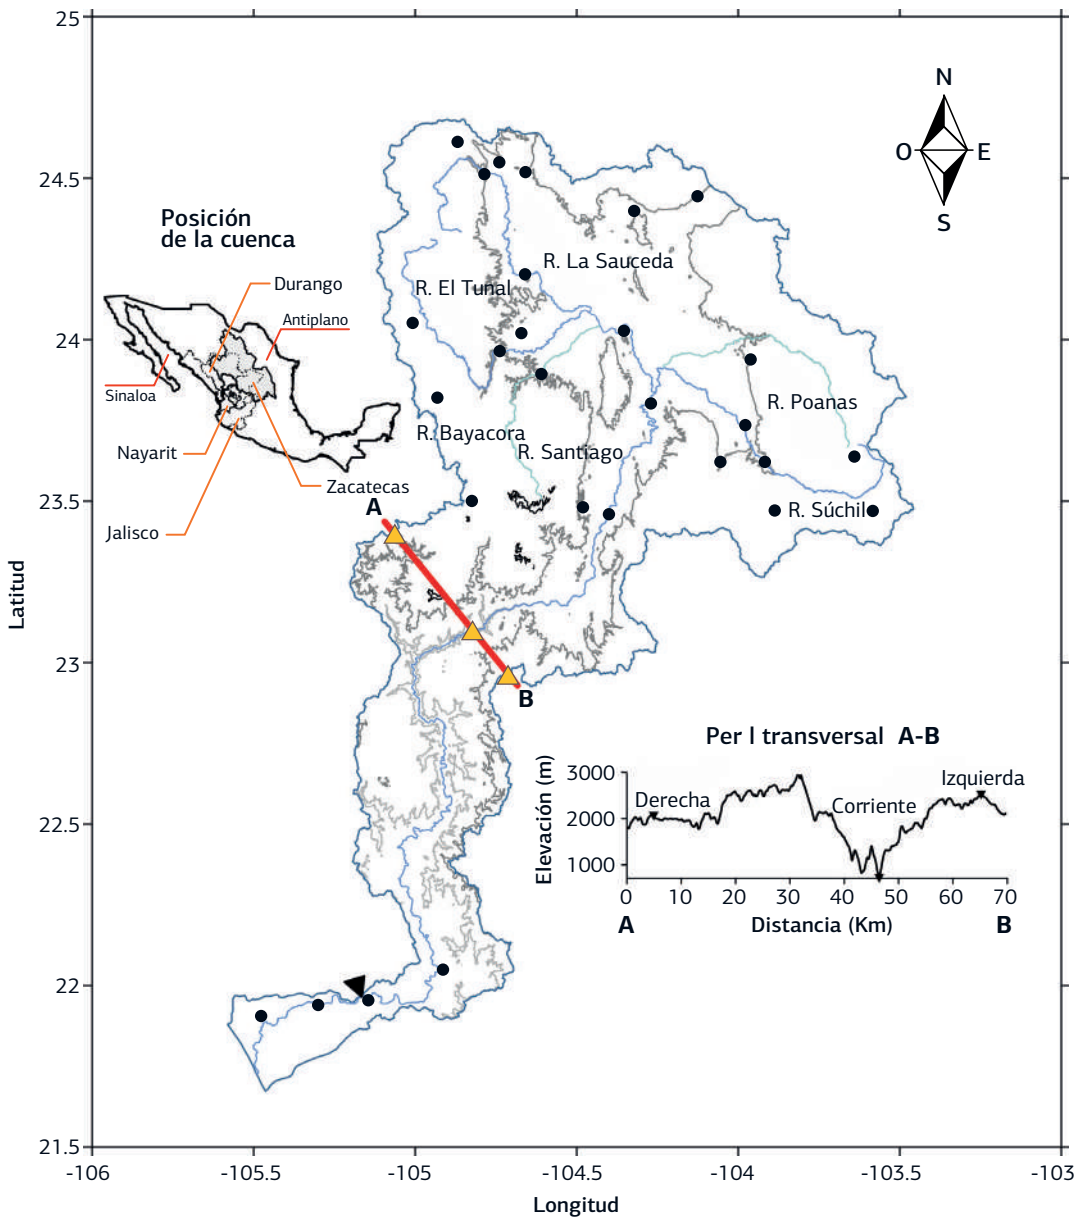 25
24.5
24
23.5
23
22.5
22
21.5
Latitud
N
O
E
S
Posición
de la cuenca
Durango
Antiplano
Sinaloa
Nayarit
Zacatecas
Jalisco
R. La Sauceda
R. El Tunal
R. Poanas
R. Bayacora
R. Santiago
R. Súchil
A
B
Per l transversal A-B
Elevación (m)
3000
2000
1000
Derecha
Corriente
Izquierda
0 10 20 30 40 50 60 70
A
Distancia (Km)
B
-106 -105.5 -105 -104.5 -104 -103.5 -103
Longitud